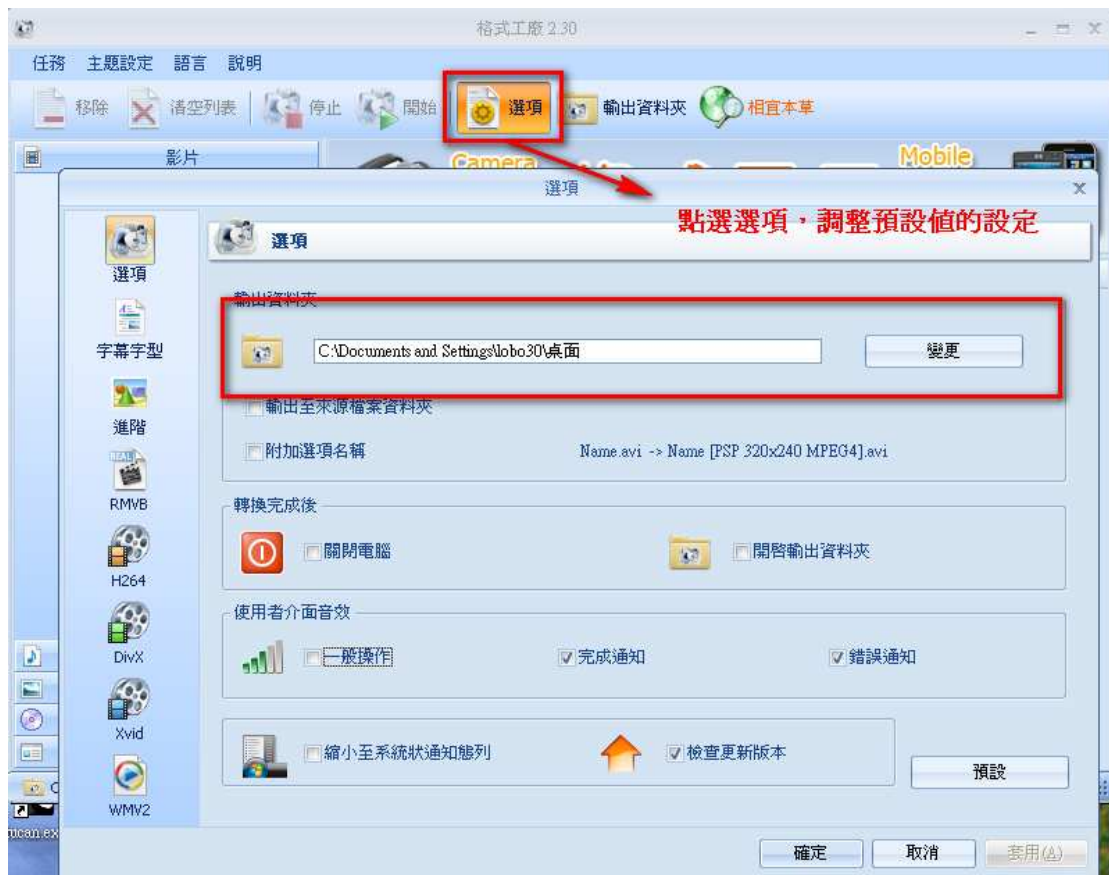 格式工廠 2.30
任務 主題設定 語言 說明
移除 清空列表 停止 開始 選項 輸出資料夾 相宜本草
影片
Camera
Mobile
選項
點選選項，調整預設值的設定
選項
選項
輸出資料夾
C:\Documents and Settings\lobo30\桌面
變更
輸出至來源檔案資料夾
附加選項名稱
Name.avi -> Name [PSP 320x240 MPEG4].avi
轉換完成後
關閉電腦
開啓輸出資料夾
使用者介面音效
一般操作
完成通知
錯誤通知
縮小至系統狀通知態列
檢查更新版本
預設
字幕字型
進階
RMVB
H264
DivX
Xvid
WMV2
確定
取消
套用(A)